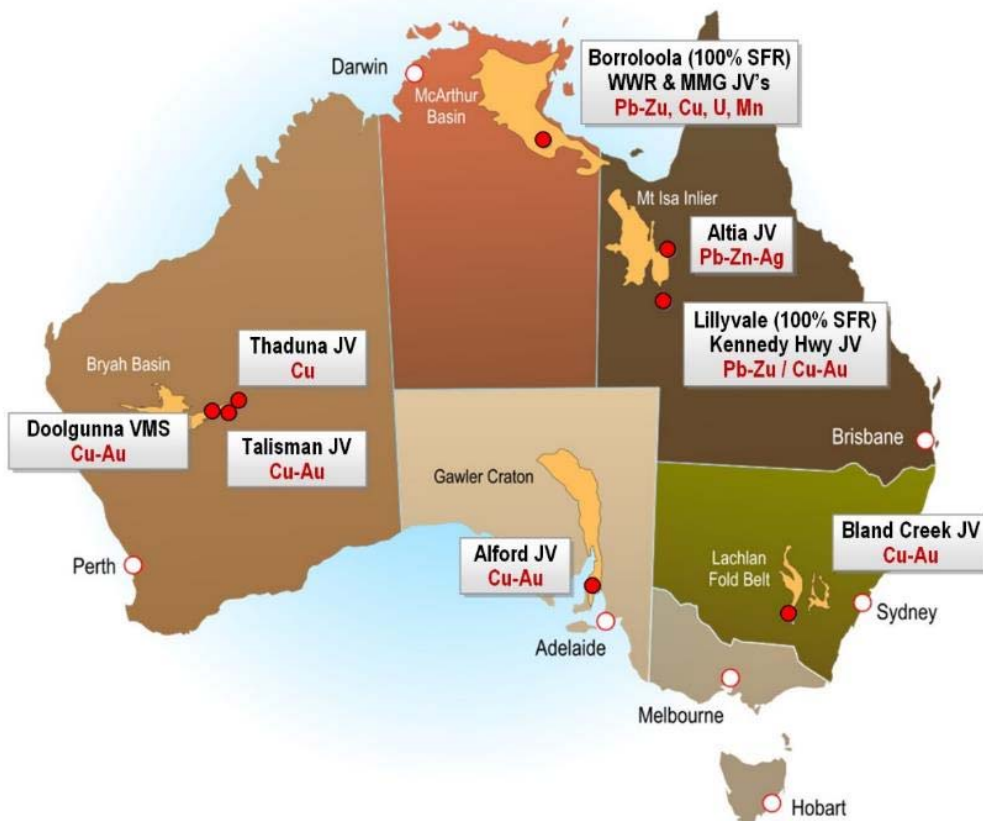 Darwin
McArthur
Basin
Borroloola (100% SFR)
WWR & MMG JV's
Pb-Zu, Cu, U, Mn
Mt Isa Inlier
Altia JV
Pb-Zn-Ag
Lillyvale (100% SFR)
Kennedy Hwy JV
Pb-Zu / Cu-Au
Thaduna JV
Cu
Bryah Basin
Doolgunna VMS
Cu-Au
Talisman JV
Cu-Au
Brisbane
Gawler Craton
Bland Creek JV
Cu-Au
Alford JV
Cu-Au
Lachlan
Fold Belt
Perth
Sydney
Adelaide
Melbourne
Hobart